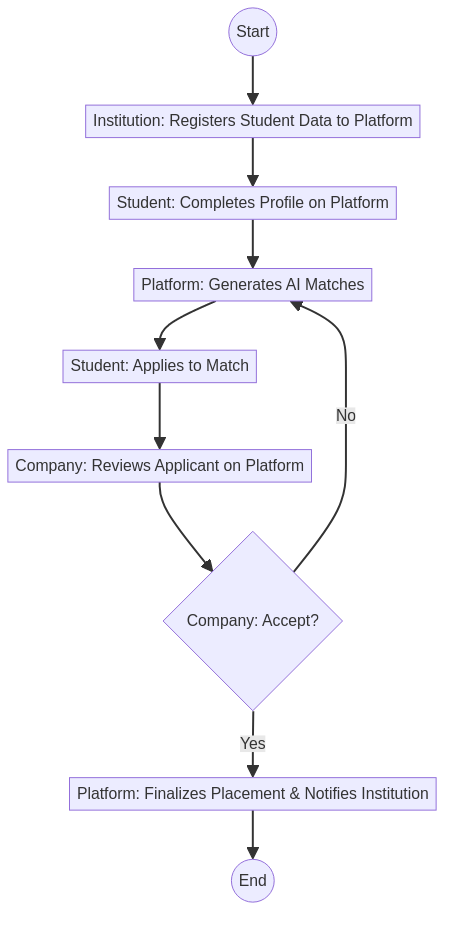 Start
Institution: Registers Student Data to Platform
Student: Completes Profile on Platform
Platform: Generates AI Matches
Student: Applies to Match
No
Company: Reviews Applicant on Platform
Company: Accept?
Yes
Platform: Finalizes Placement & Notifies Institution
End